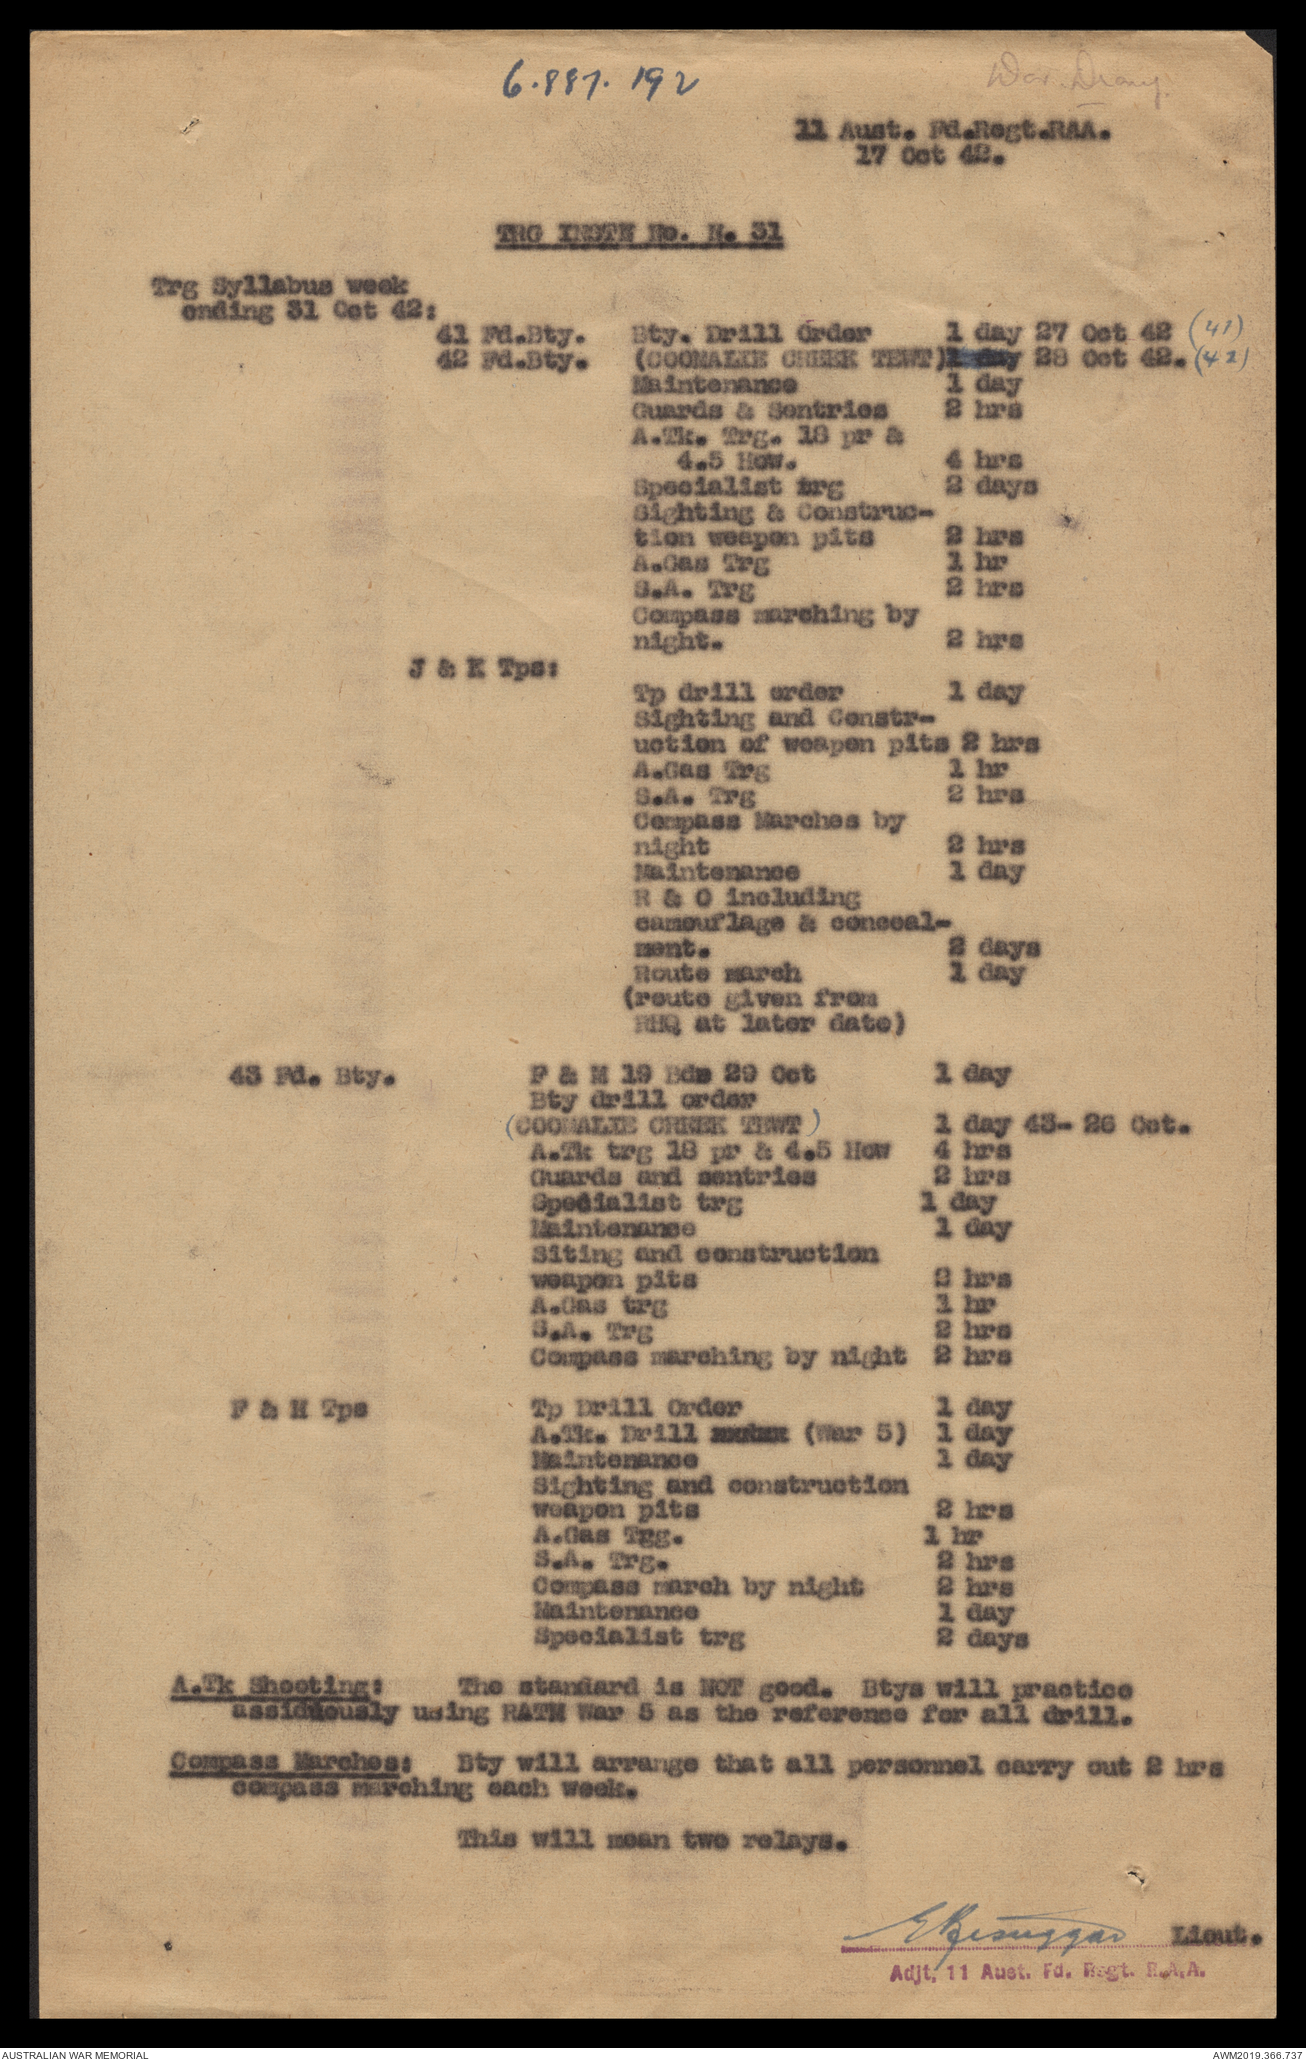 6.887.192
War Diary.
11 Aust. Fd.Regt.RAA.
17 Oct 42.
TRG INSTN No. N. 31
Trg Syllabus week
ending 31 Oct 42:
41 Fd.Bty. Bty. Drill Order 1 day 27 Oct 42 (41)
42 Fd.Bty. (COOMALIE CREEK TEWT) 1 day 28 Oct 42. (42)
Maintenance 1 day
Guards & Sentries 2 hrs
A.Tk. Trg. 18 pr &
4.5 How. 4 hrs
Specialist trg 2 days
Sighting & Construc-
tion weapon pits 2 hrs
A.Gas Trg 1 hr
S.A. Trg 2 hrs
Compass marching by
night. 2 hrs
J & K Tps:
Tp drill order 1 day
Sighting and Constr-
uction of weapon pits 2 hrs
A.Gas Trg 1 hr
S.A. Trg 2 hrs
Compass Marches by
night 2 hrs
Maintenance 1 day
R & O including
camouflage & conceal-
ment. 2 days
Route march 1 day
(route given from
RHQ at later date)
43 Fd. Bty. F & M 19 Bde 29 Oct 1 day
Bty drill order
(COOMALIE CREEK TEWT) 1 day 43- 26 Oct.
A.Tk trg 18 pr & 4.5 How 4 hrs
Guards and sentries 2 hrs
Specialist trg 1 day
Maintenance 1 day
Siting and construction
weapon pits 2 hrs
A.Gas trg 1 hr
S.A. Trg 2 hrs
Compass marching by night 2 hrs
F & H Tps Tp Drill Order 1 day
A.Tk. Drill (War 5) 1 day
Maintenance 1 day
Sighting and construction
weapon pits 2 hrs
A.Gas Tgg. 1 hr
S.A. Trg. 2 hrs
Compass march by night 2 hrs
Maintenance 1 day
Specialist trg 2 days
A.Tk Shooting: The standard is NOT good. Btys will practice
assiduously using RATM War 5 as the reference for all drill.
Compass Marches: Bty will arrange that all personnel carry out 2 hrs
compass marching each week.
This will mean two relays.
Lieut.
Adjt, 11 Aust. Fd. Regt. R.A.A.
AUSTRALIAN WAR MEMORIAL
AWM2019.366.737